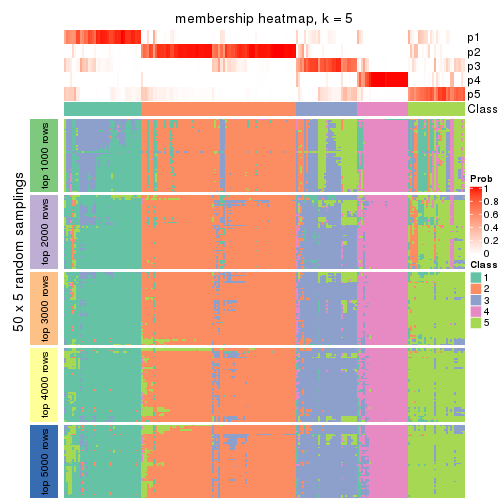 membership heatmap, k = 5
p1
p2
p3
p4
p5
Class
50 x 5 random samplings
top 1000 rows
top 2000 rows
top 3000 rows
top 4000 rows
top 5000 rows
Prob
1
0.8
0.6
0.4
0.2
0
Class
1
2
3
4
5